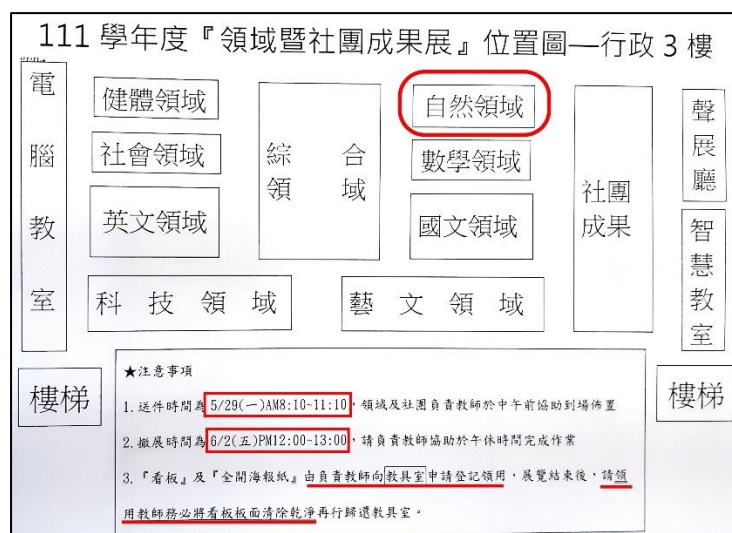 111 學年度『領域暨社團成果展』位置圖—行政 3 樓
電腦教室
健體領域
社會領域
英文領域
綜合
領域
自然領域
數學領域
國文領域
社團
成果
聲展廳
智慧教室
科技領域
藝文領域
樓梯
★注意事項
1.送件時間為 5/29(一)AM8:10~11:10，領域及社團負責教師於中午前協助到場佈置
2.撤展時間為 6/2(五)PM12:00~13:00，請負責教師協助於午休時間完成作業
3.『看板』及『全開海報紙』由負責教師向教具室申請登記領用，展覽結束後，請領
用教師務必將看板板面清除乾淨再行歸還教具室。
樓梯